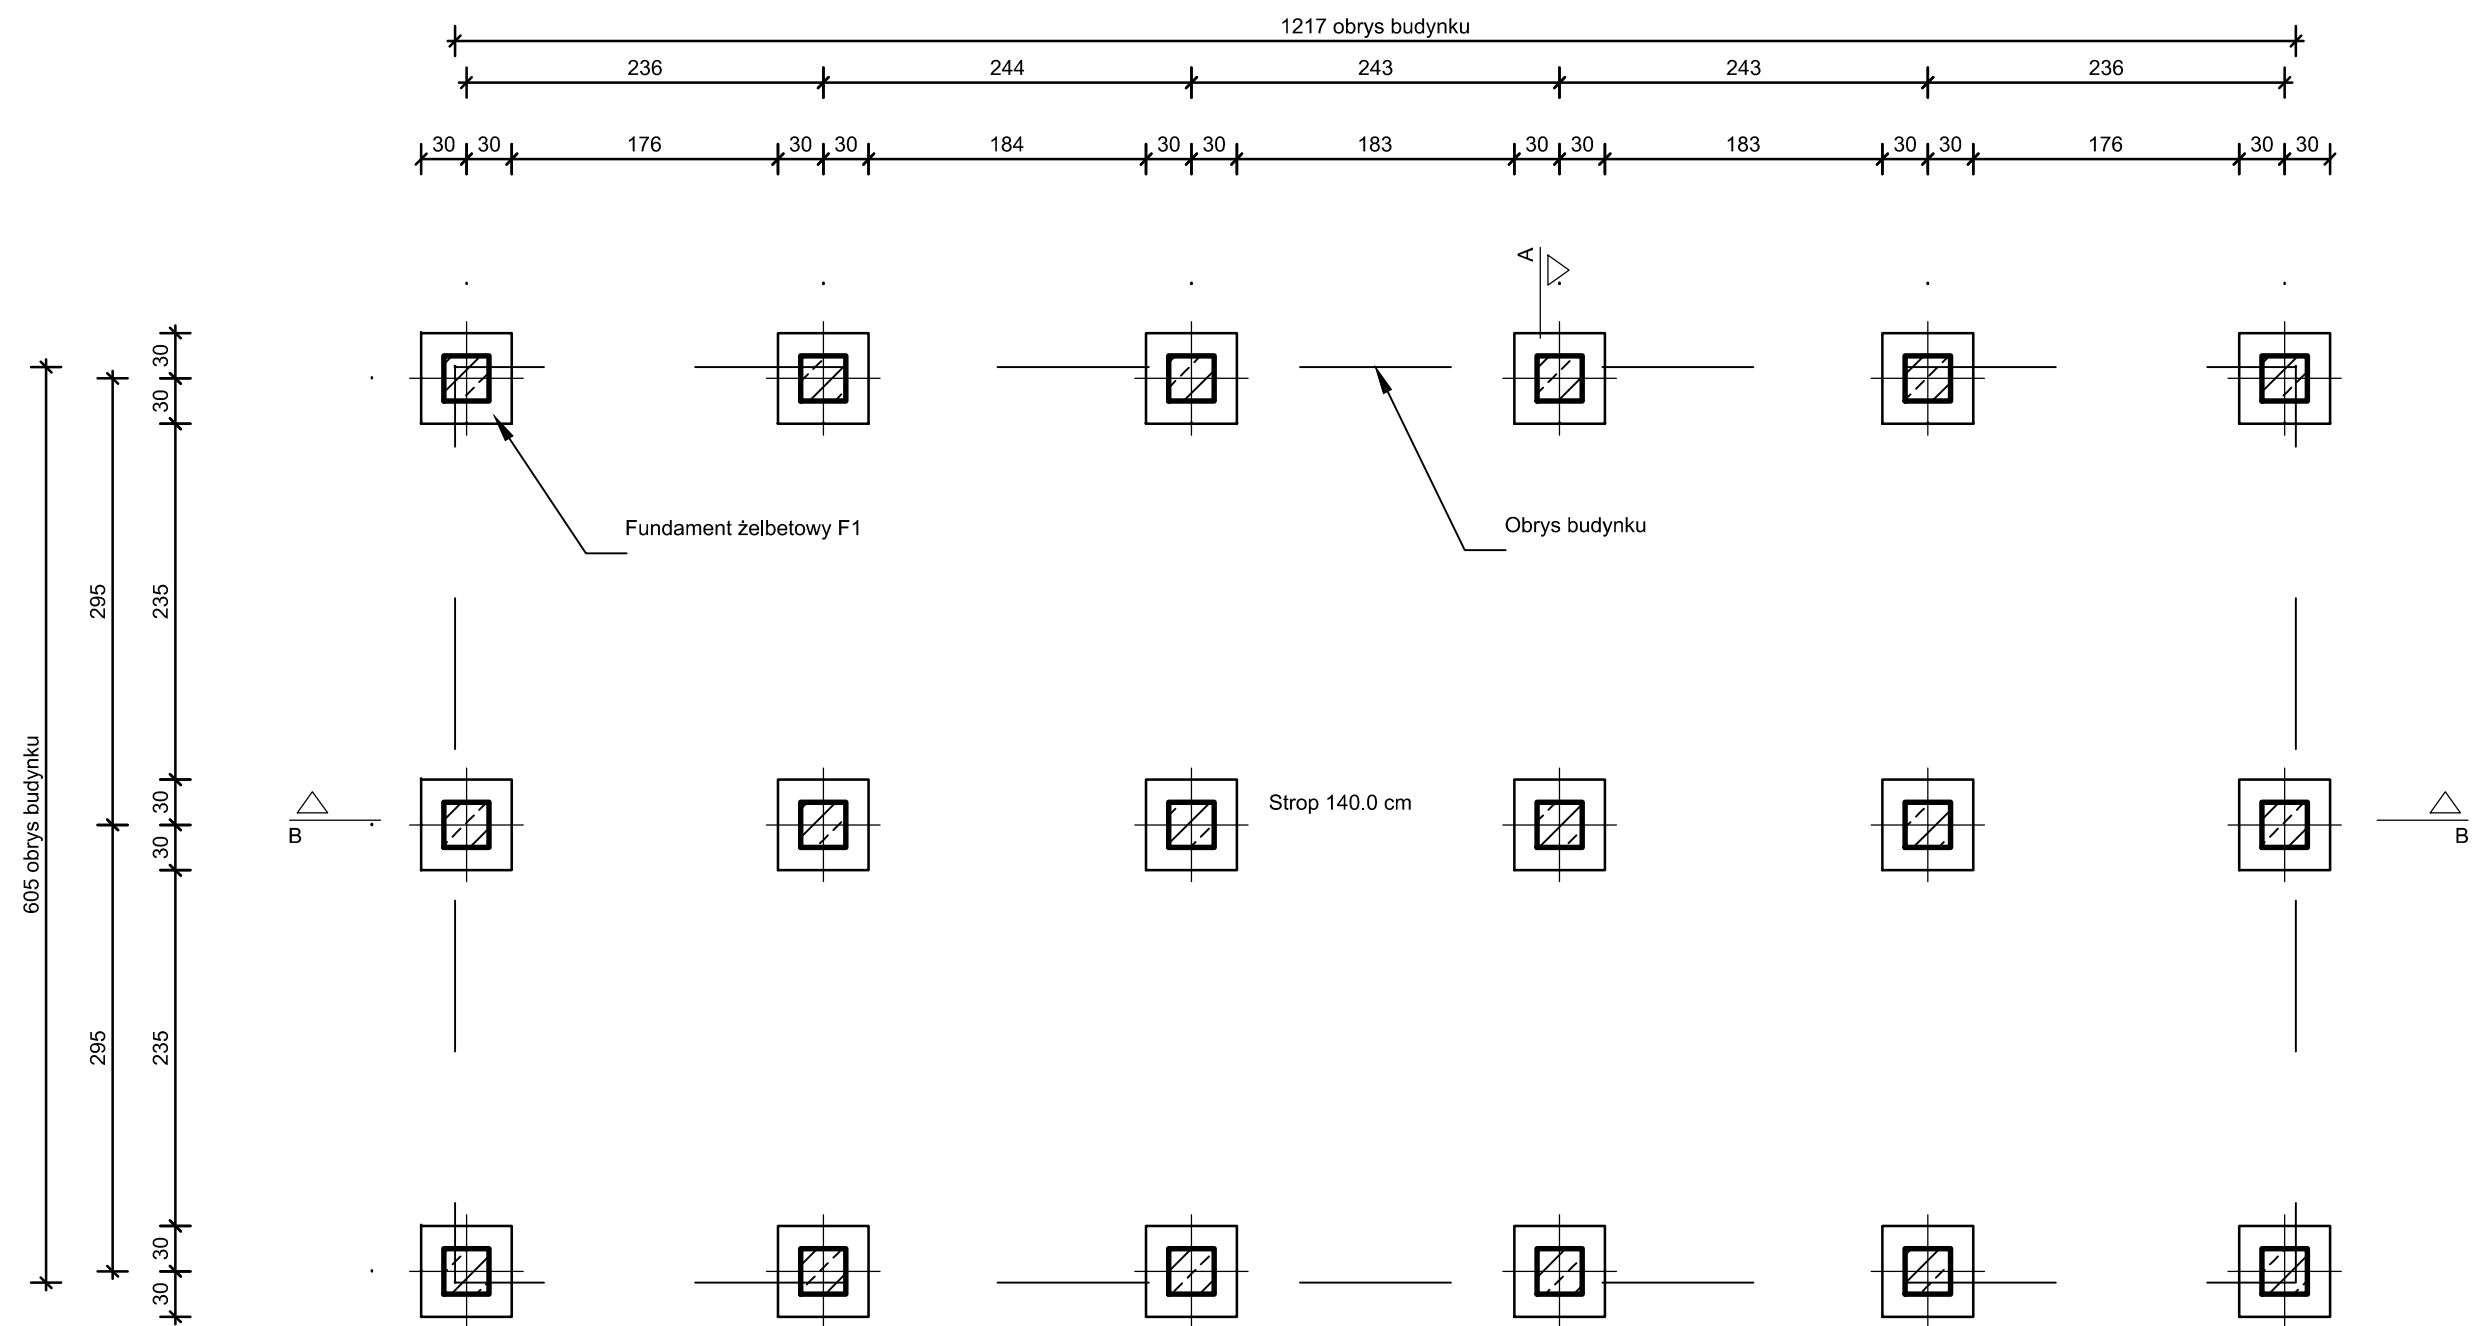 1217 obrys budynku
236 244 243 243 236
30 30 176 30 30 184 30 30 183 30 30 183 30 30 176 30 30
A
30
30
Fundament żelbetowy F1
Obrys budynku
295
235
605 obrys budynku
30
30
B
Strop 140.0 cm
B
295
235
30
30